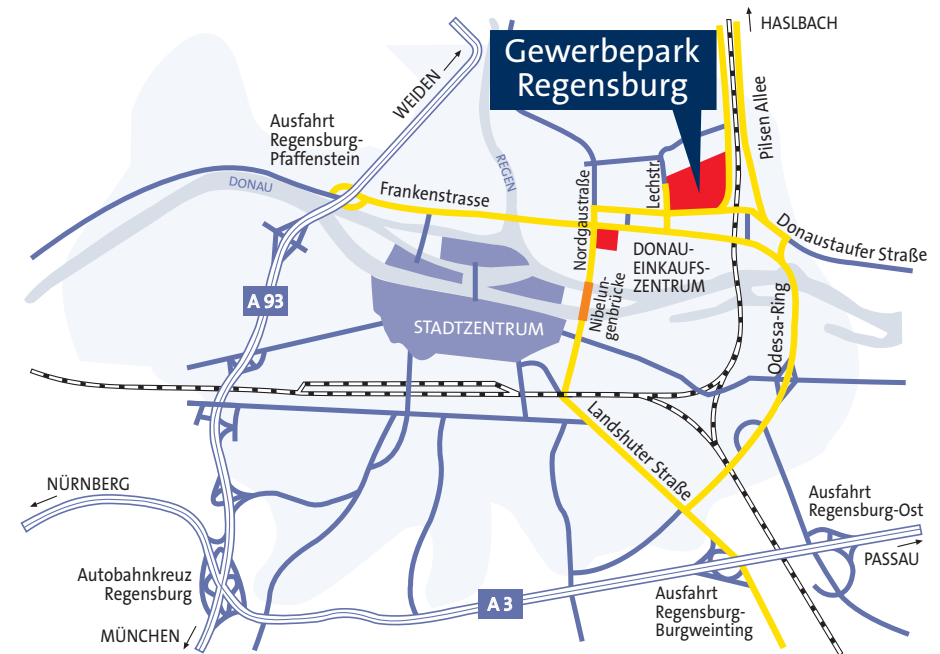 HASLBACH
Gewerbepark
Regensburg
WEIDEN
Pilsen Allee
Ausfahrt
Regensburg-
Pfaffenstein
REGEN
DONAU
Frankenstrasse
Lechstr.
Nordgaustraße
Donaustaufer Straße
DONAU-
EINKAUFS-
ZENTRUM
A 93
Nibelun-
genbrücke
STADTZENTRUM
Odessa-Ring
Landshuter Straße
NÜRNBERG
Ausfahrt
Regensburg-Ost
PASSAU
Autobahnkreuz
Regensburg
A 3
Ausfahrt
Regensburg-
Burgweinting
MÜNCHEN